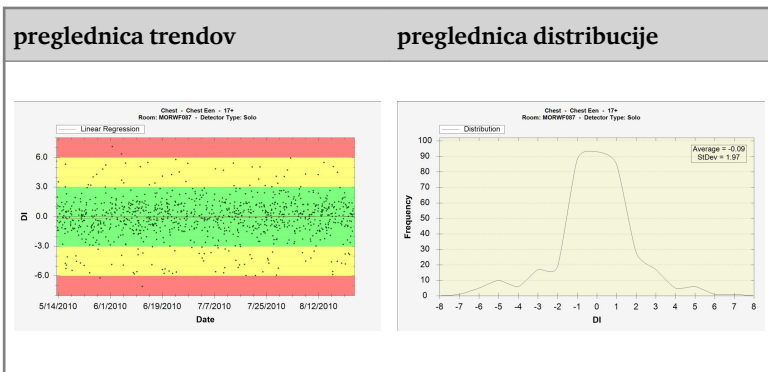 preglednica trendov
preglednica distribucije
Chest - Chest Een - 17+
Room: MORWF087 - Detector Type: Solo
Linear Regression
DI
6.0
3.0
0.0
-3.0
-6.0
5/14/2010 6/1/2010 6/19/2010 7/7/2010 7/25/2010 8/12/2010
Date
Chest - Chest Een - 17+
Room: MORWF087 - Detector Type: Solo
Distribution
Average = -0.09
StDev = 1.97
Frequency
100
90
80
70
60
50
40
30
20
10
0
-8 -7 -6 -5 -4 -3 -2 -1 0 1 2 3 4 5 6 7 8
DI